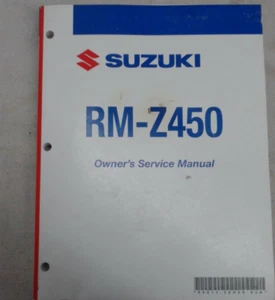 SUZUKI
RM-Z450
Owner's Service Manual